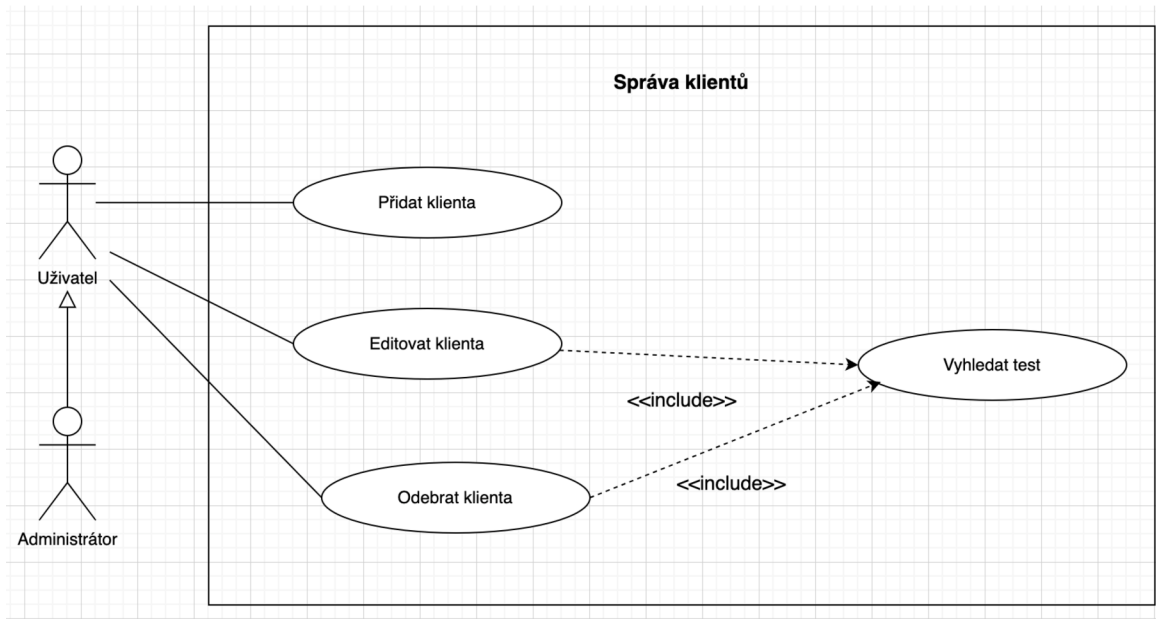 Správa klientů
Přidat klienta
Uživatel
Editovat klienta
Vyhledat test
<<include>>
<<include>>
Odebrat klienta
Administrátor